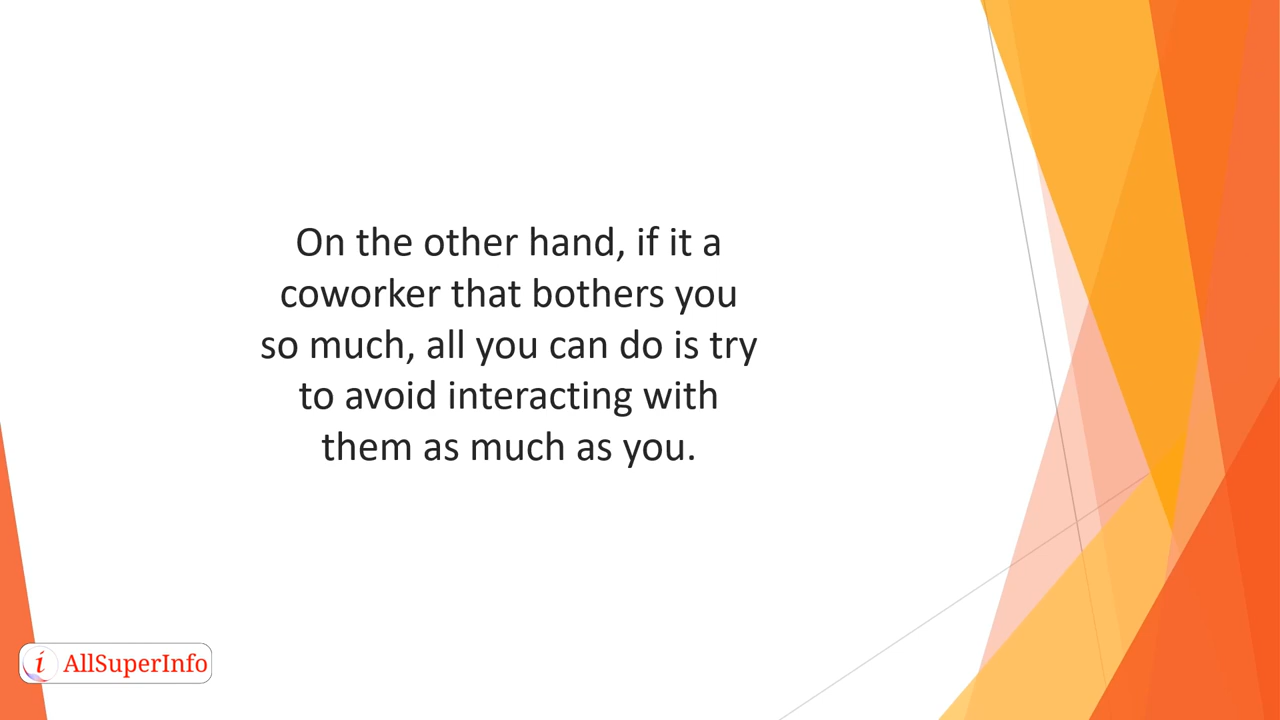 On the other hand, if it a
coworker that bothers you
so much, all you can do is try
to avoid interacting with
them as much as you.
i AllSuperInfo